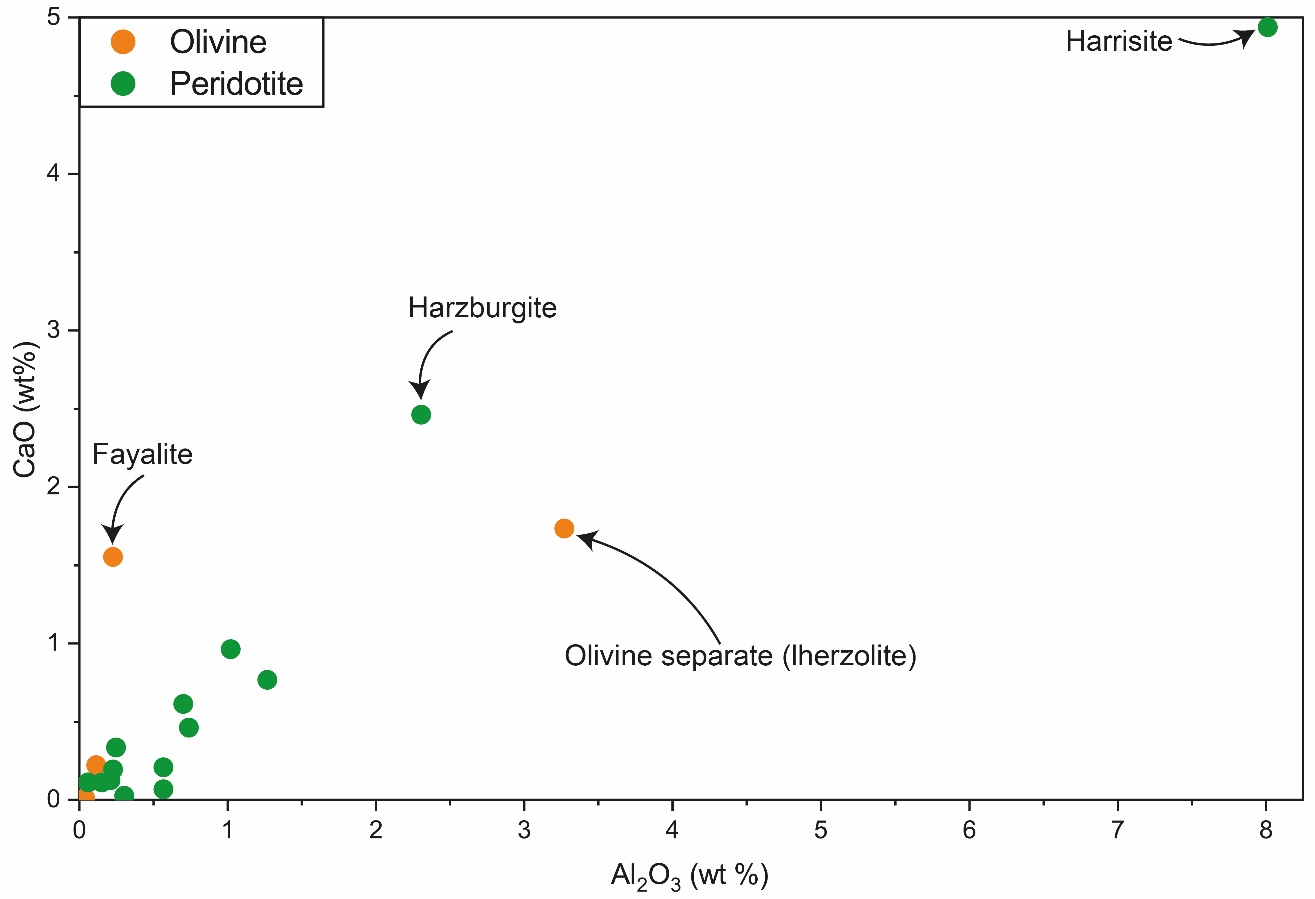 5
Olivine
Peridotite
Harrisite
4
Harzburgite
3
Fayalite
CaO (wt%)
2
Olivine separate (lherzolite)
1
0
0 1 2 3 4 5 6 7 8
Al₂O₃ (wt %)